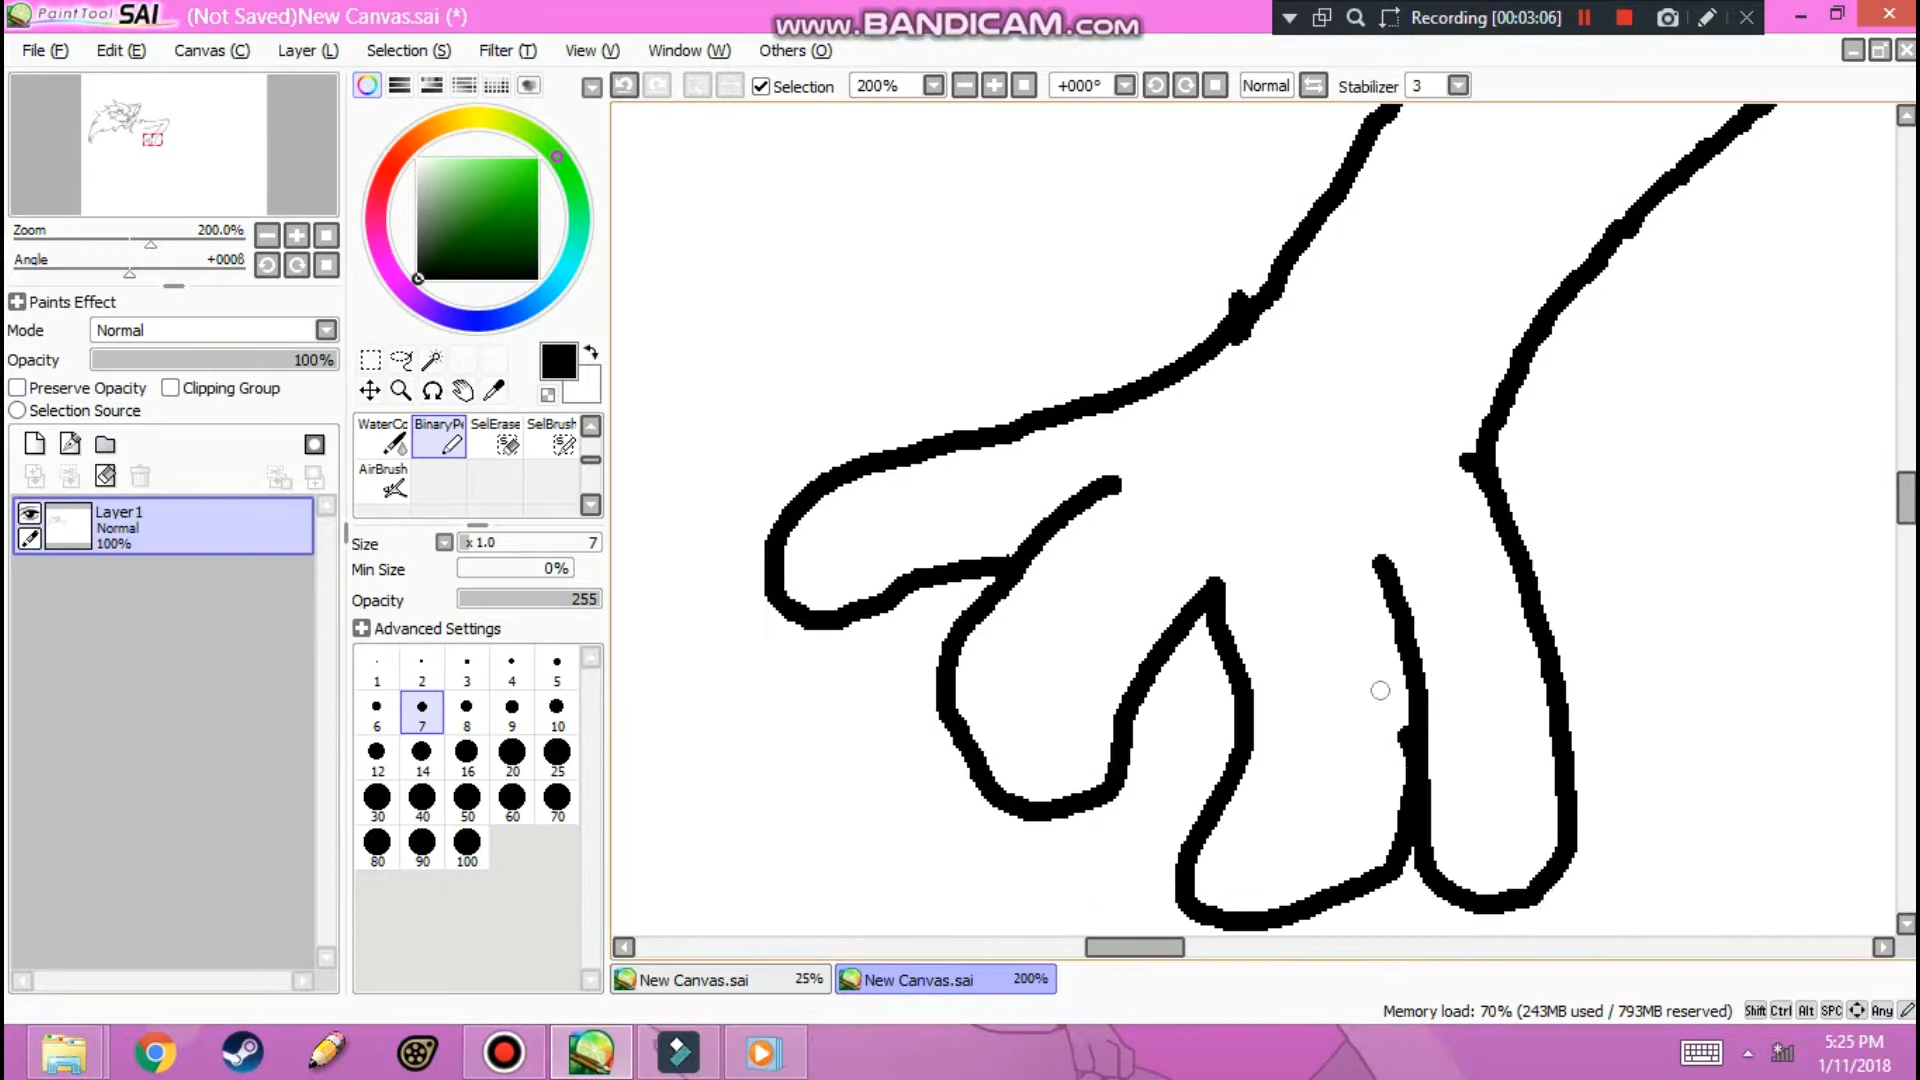 PaintTool SAI (Not Saved)New Canvas.sai (*)
www.BANDICAM.com
Recording [00:03:06]
File (F) Edit (E) Canvas (C) Layer (L) Selection (S) Filter (T) View (V) Window (W) Others (O)
Selection 200% +000° Normal Stabilizer 3
Zoom 200.0%
Angle +000ß
Paints Effect
Mode Normal
Opacity 100%
Preserve Opacity Clipping Group
Selection Source
Layer1
Normal
100%
WaterCo BinaryPe SelErase SelBrush
AirBrush
Size x 1.0 7
Min Size 0%
Opacity 255
Advanced Settings
1 2 3 4 5
6 7 8 9 10
12 14 16 20 25
30 40 50 60 70
80 90 100
New Canvas.sai 25% New Canvas.sai 200%
Memory load: 70% (243MB used / 793MB reserved) Shift Ctrl Alt SPC Any
5:25 PM
1/11/2018